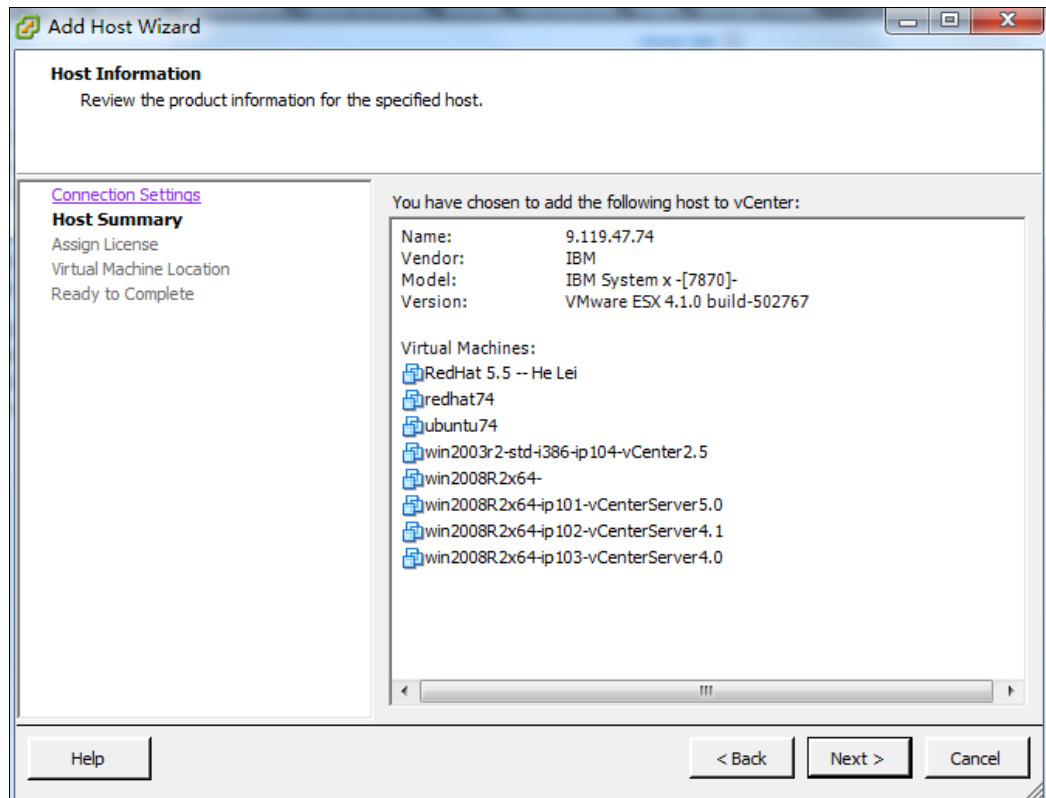 Add Host Wizard
Host Information
Review the product information for the specified host.
Connection Settings
Host Summary
Assign License
Virtual Machine Location
Ready to Complete
You have chosen to add the following host to vCenter:
Name: 9.119.47.74
Vendor: IBM
Model: IBM System x -[7870]-
Version: VMware ESX 4.1.0 build-502767
Virtual Machines:
RedHat 5.5 -- He Lei
redhat74
ubuntu74
win2003r2-std-i386-ip104-vCenter2.5
win2008R2x64-
win2008R2x64-ip101-vCenterServer5.0
win2008R2x64-ip102-vCenterServer4.1
win2008R2x64-ip103-vCenterServer4.0
Help
< Back
Next >
Cancel